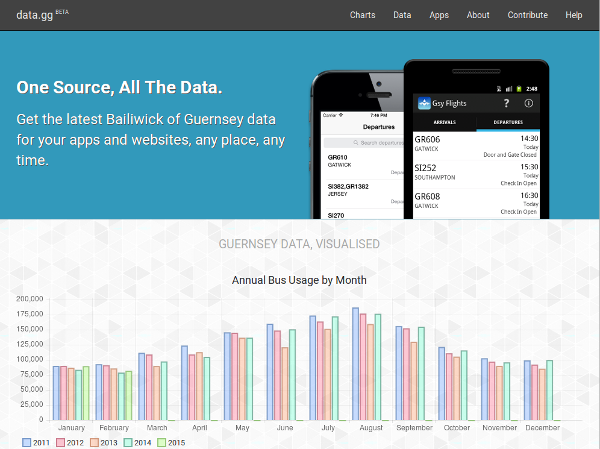 data.gg BETA
Charts Data Apps About Contribute Help
One Source, All The Data.
Get the latest Bailiwick of Guernsey data
for your apps and websites, any place, any
time.
Carrier 7:46 PM
Departures
Search departures
GR610
GATWICK
SI382,GR1382
JERSEY
SI270
2:48
Gsy Flights
ARRIVALS DEPARTURES
GR606 14:30
GATWICK Today
Door and Gate Closed
SI252 15:30
SOUTHAMPTON Today
Check In Open
GR608 16:30
GATWICK Today
Check In Open
GUERNSEY DATA, VISUALISED
Annual Bus Usage by Month
200,000
175,000
150,000
125,000
100,000
75,000
50,000
25,000
0
January February March April May June July August September October November December
2011 2012 2013 2014 2015